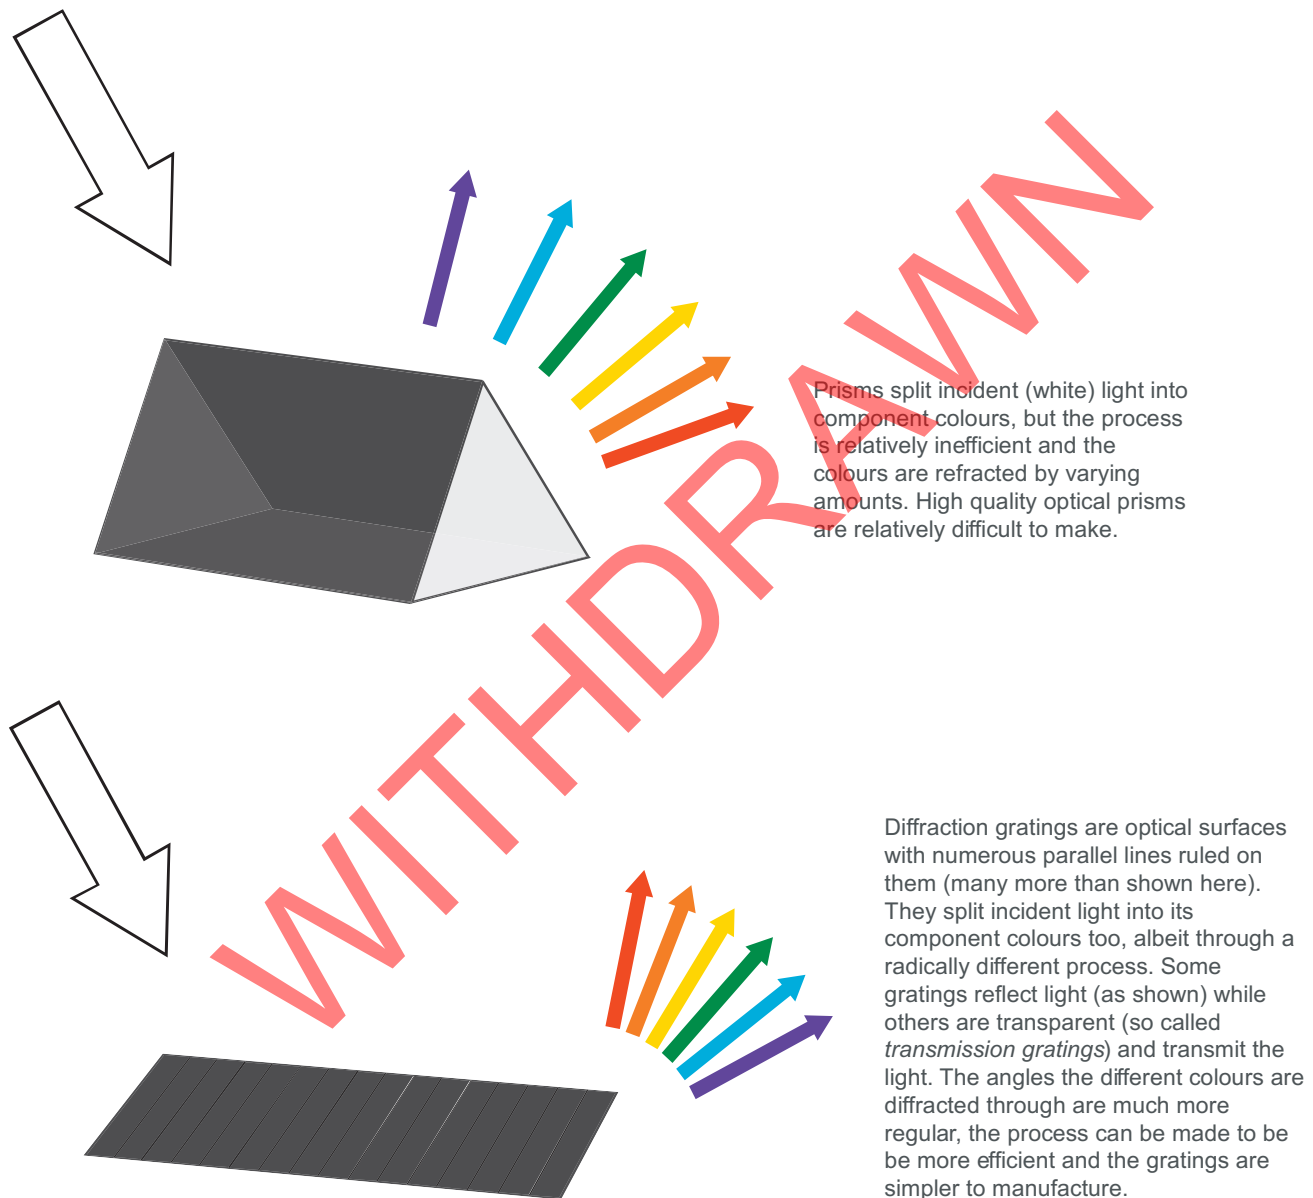 Prisms split incident (white) light into
component colours, but the process
is relatively inefficient and the
colours are refracted by varying
amounts. High quality optical prisms
are relatively difficult to make.
WITHDRAWN
Diffraction gratings are optical surfaces
with numerous parallel lines ruled on
them (many more than shown here).
They split incident light into its
component colours too, albeit through a
radically different process. Some
gratings reflect light (as shown) while
others are transparent (so called
transmission gratings) and transmit the
light. The angles the different colours are
diffracted through are much more
regular, the process can be made to be
be more efficient and the gratings are
simpler to manufacture.